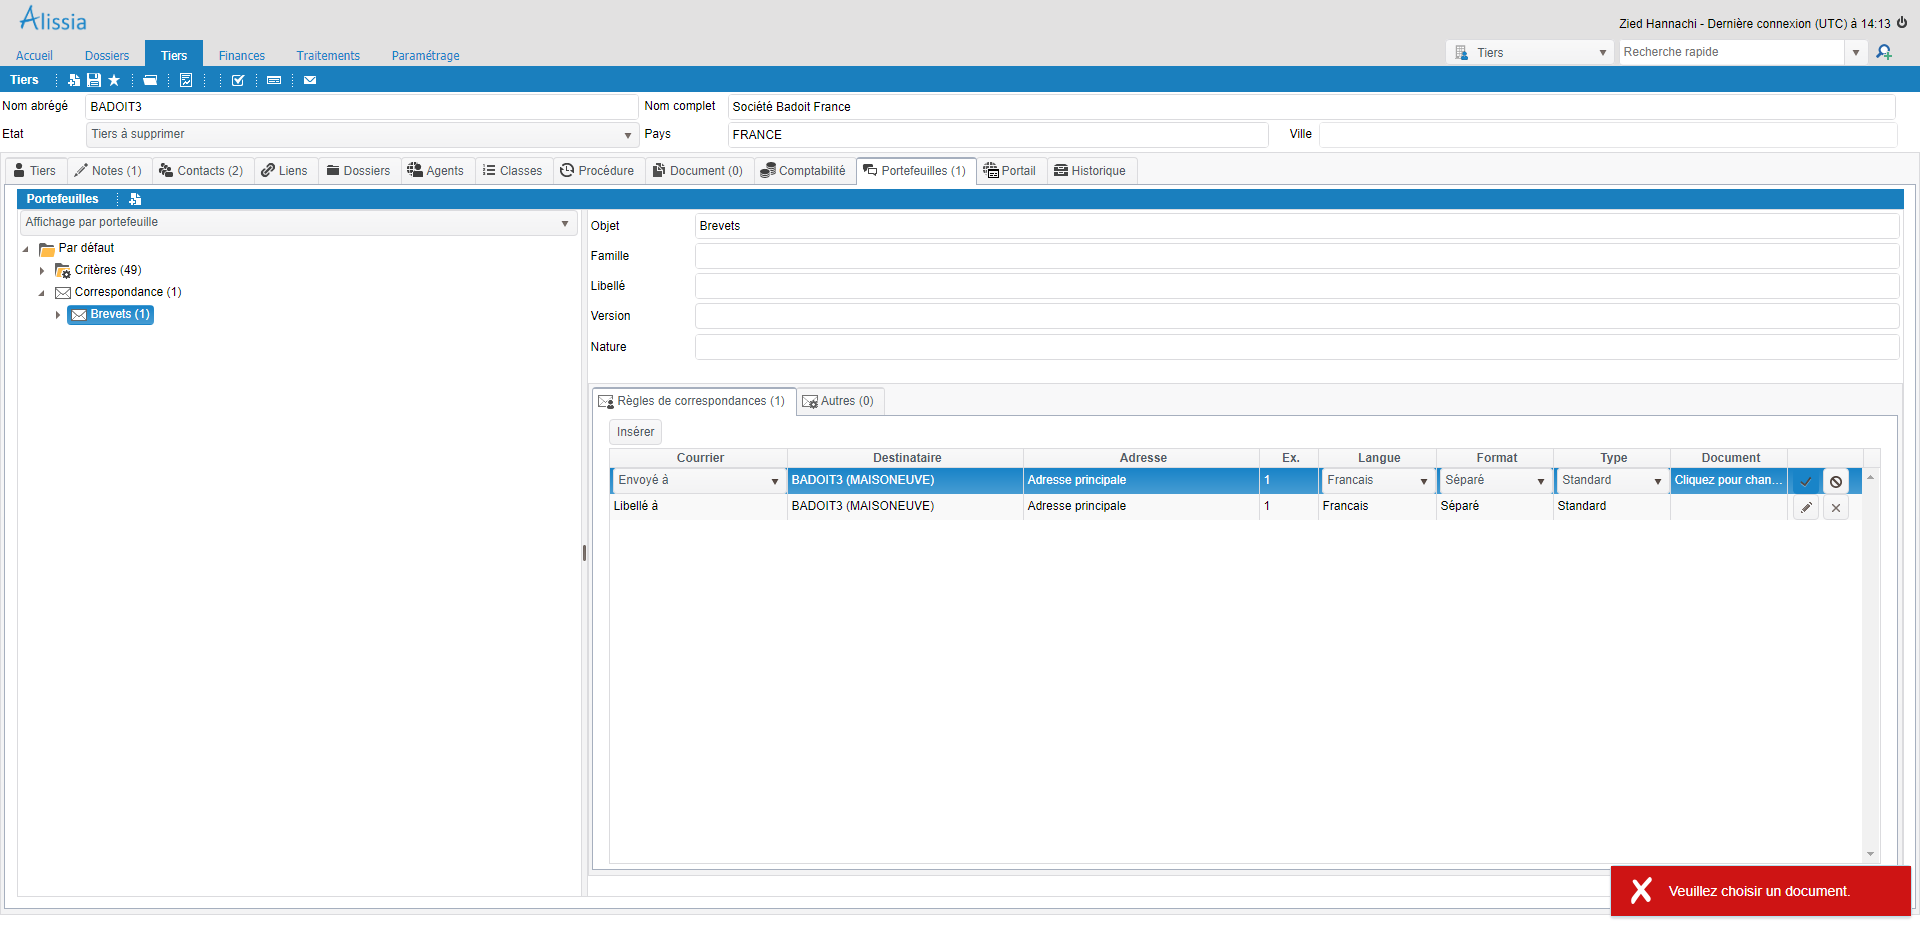 Alissia
Zied Hannachi - Dernière connexion (UTC) à 14:13
Accueil Dossiers Tiers Finances Traitements Paramétrage Tiers Recherche rapide
Tiers
Nom abrégé BADOIT3 Nom complet Société Badoit France
Etat Tiers à supprimer Pays FRANCE Ville
Tiers Notes (1) Contacts (2) Liens Dossiers Agents Classes Procédure Document (0) Comptabilité Portefeuilles (1) Portail Historique
Portefeuilles
Affichage par portefeuille
Par défaut
Critères (49)
Correspondance (1)
Brevets (1)
Objet Brevets
Famille
Libellé
Version
Nature
Règles de correspondances (1) Autres (0)
Insérer
Courrier Destinataire Adresse Ex. Langue Format Type Document
Envoyé à BADOIT3 (MAISONEUVE) Adresse principale 1 Francais Séparé Standard Cliquez pour chan...
Libellé à BADOIT3 (MAISONEUVE) Adresse principale 1 Francais Séparé Standard
Veuillez choisir un document.